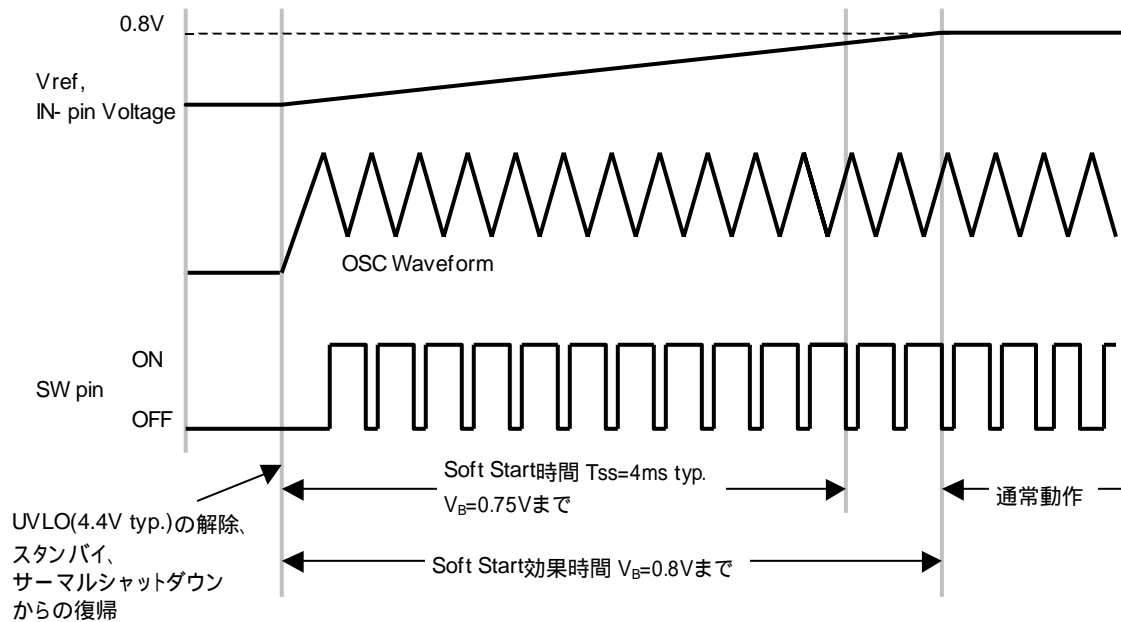 0.8V
Vref,
IN- pin Voltage
OSC Waveform
ON
SW pin
OFF
Soft Start時間 Tss=4ms typ.
VB=0.75Vまで
通常動作
UVLO(4.4V typ.)の解除、
スタンバイ、
サーマルシャットダウン
からの復帰
Soft Start効果時間 VB=0.8Vまで